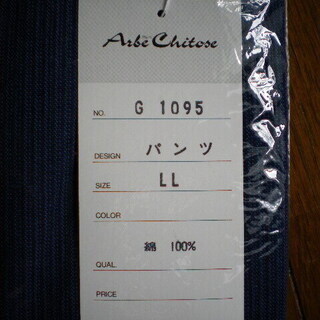 Arbe Chitose
NO. G 1095
DESIGN パンツ
SIZE LL
COLOR
綿 100%
QUAL
PRICE